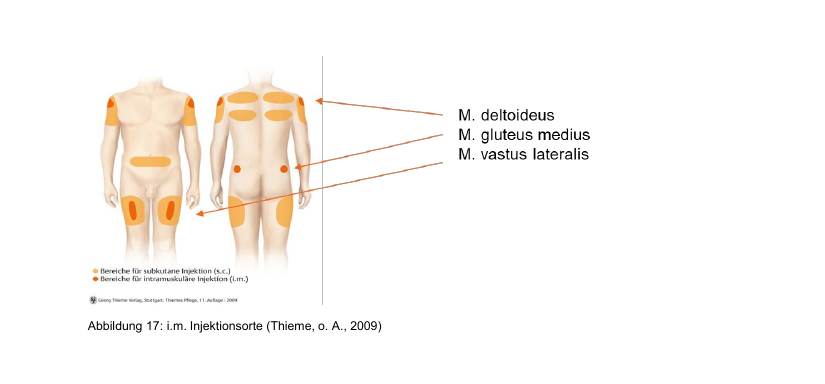 M. deltoideus
M. gluteus medius
M. vastus lateralis
Bereiche für subkutane Injektion (s.c.)
Bereiche für intramuskuläre Injektion (i.m.)
Georg Thieme Verlag, Stuttgart. Thiemes Pflege, 11. Auflage · 2009
Abbildung 17: i.m. Injektionsorte (Thieme, o. A., 2009)